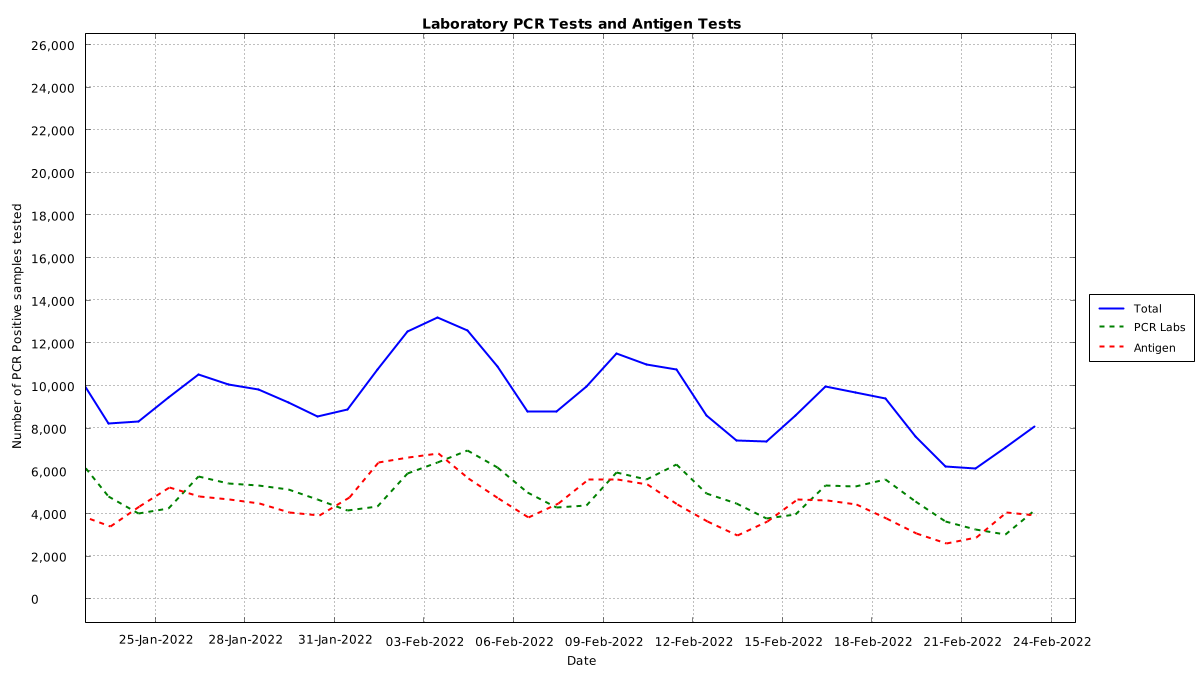 Laboratory PCR Tests and Antigen Tests
Number of PCR Positive samples tested
26,000
24,000
22,000
20,000
18,000
16,000
14,000
12,000
10,000
8,000
6,000
4,000
2,000
0
25-Jan-2022 28-Jan-2022 31-Jan-2022 03-Feb-2022 06-Feb-2022 09-Feb-2022 12-Feb-2022 15-Feb-2022 18-Feb-2022 21-Feb-2022 24-Feb-2022
Date
Total
PCR Labs
Antigen